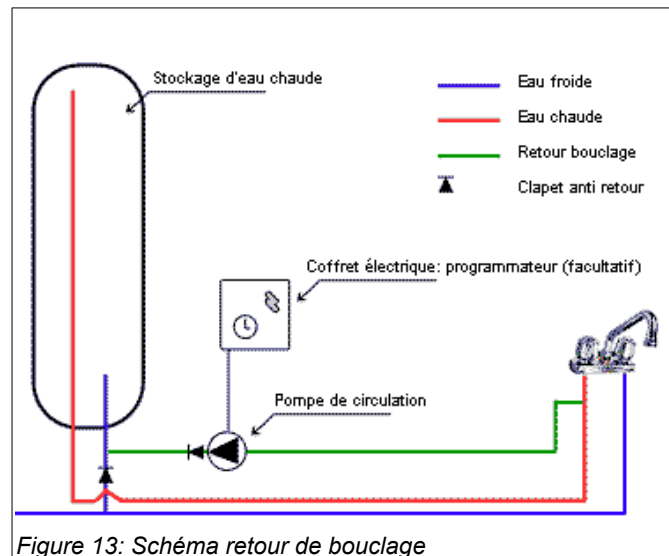 Stockage d'eau chaude
Eau froide
Eau chaude
Retour bouclage
Clapet anti retour
Coffret électrique: programmateur (facultatif)
Pompe de circulation
Figure 13: Schéma retour de bouclage